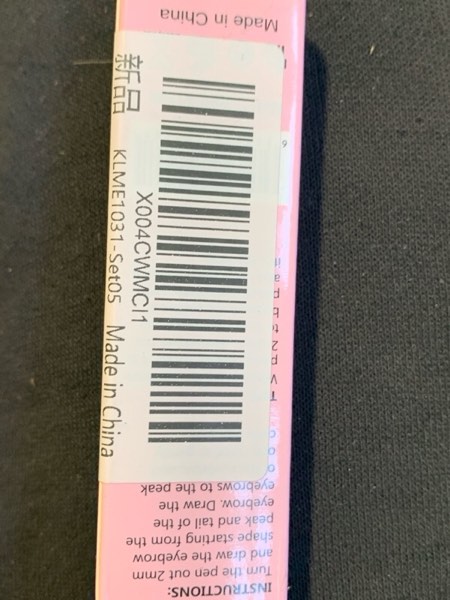 X004CWMCI1
新品 KLME1031-Set05 Made in China
INSTRUCTIONS:
Turn the pen out 2mm
and draw the eyebrow
shape starting from the
peak and tail of the
eyebrow. Draw the
eyebrows to the peak
Made in China